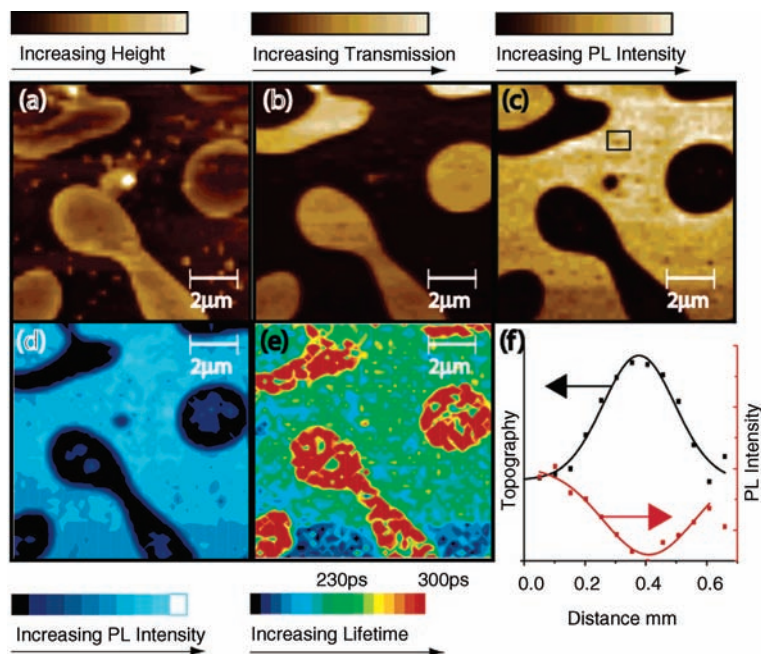 Increasing Height
Increasing Transmission
Increasing PL Intensity
(a)
(b)
(c)
2μm
2μm
2μm
(d)
(e)
(f)
2μm
2μm
Topography
PL Intensity
0.0 0.2 0.4 0.6
Distance mm
230ps 300ps
Increasing PL Intensity
Increasing Lifetime